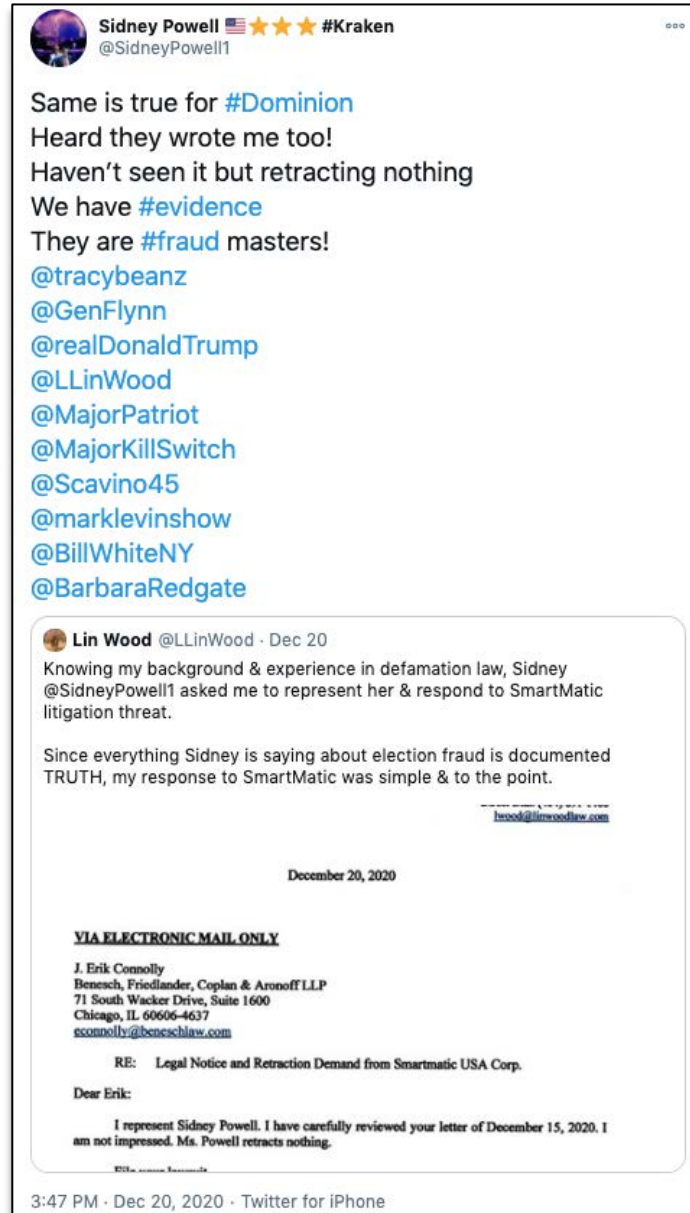 Sidney Powell 🇺🇸⭐⭐⭐ #Kraken
@SidneyPowell1
Same is true for #Dominion
Heard they wrote me too!
Haven’t seen it but retracting nothing
We have #evidence
They are #fraud masters!
@tracybeanz
@GenFlynn
@realDonaldTrump
@LLinWood
@MajorPatriot
@MajorKillSwitch
@Scavino45
@marklevinshow
@BillWhiteNY
@BarbaraRedgate
Lin Wood @LLinWood · Dec 20
Knowing my background & experience in defamation law, Sidney
@SidneyPowell1 asked me to represent her & respond to SmartMatic
litigation threat.
Since everything Sidney is saying about election fraud is documented
TRUTH, my response to SmartMatic was simple & to the point.
lwood@linwoodlaw.com
December 20, 2020
VIA ELECTRONIC MAIL ONLY
J. Erik Connolly
Benesch, Friedlander, Coplan & Aronoff LLP
71 South Wacker Drive, Suite 1600
Chicago, IL 60606-4637
econnolly@beneschlaw.com
RE: Legal Notice and Retraction Demand from Smartmatic USA Corp.
Dear Erik:
I represent Sidney Powell. I have carefully reviewed your letter of December 15, 2020. I
am not impressed. Ms. Powell retracts nothing.
File your lawsuit
3:47 PM · Dec 20, 2020 · Twitter for iPhone